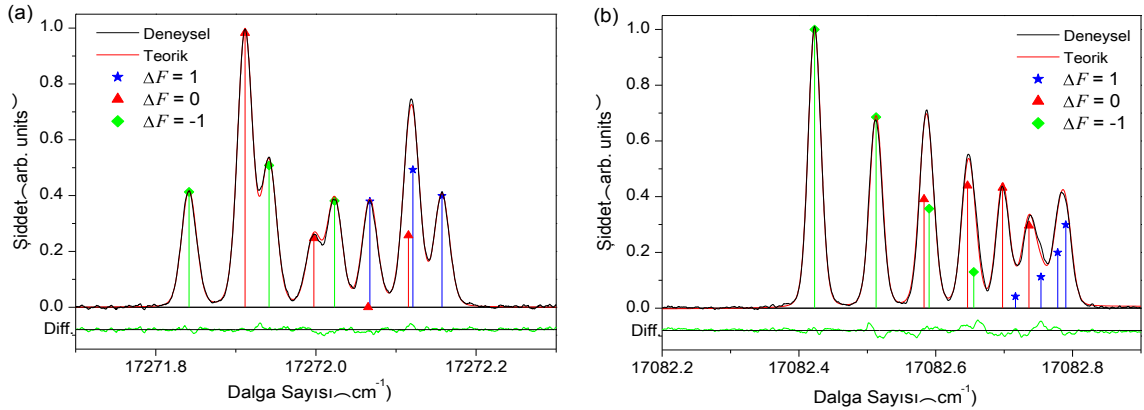 (a)
1.0
0.8
0.6
0.4
0.2
0.0
Diff.
Şiddet⁔arb. units⁔
Deneysel
Teorik
ΔF = 1
ΔF = 0
ΔF = -1
17271.8
17272.0
17272.2
Dalga Sayısı⁔cm⁻¹)
(b)
1.0
0.8
0.6
0.4
0.2
0.0
Diff.
Şiddet⁔arb. units)
Deneysel
Teorik
ΔF = 1
ΔF = 0
ΔF = -1
17082.2
17082.4
17082.6
17082.8
Dalga Sayısı⁔cm⁻¹)